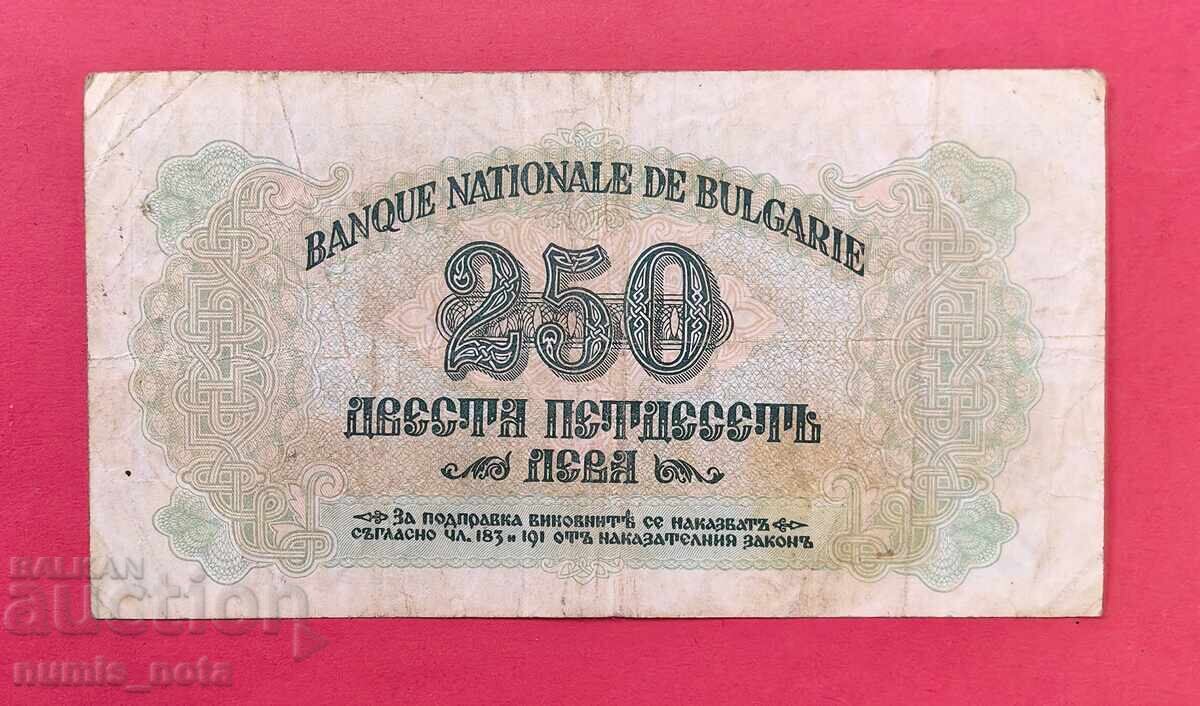 BANQUE NATIONALE DE BULGARIE
250
ДВЕСТА ПЕТДЕСЕТЬ
ЛЕВА
За подправка виновнитѣ се наказватъ
съгласно чл. 183 и 191 отъ наказателния законъ
BALKAN
auction
numis_nota